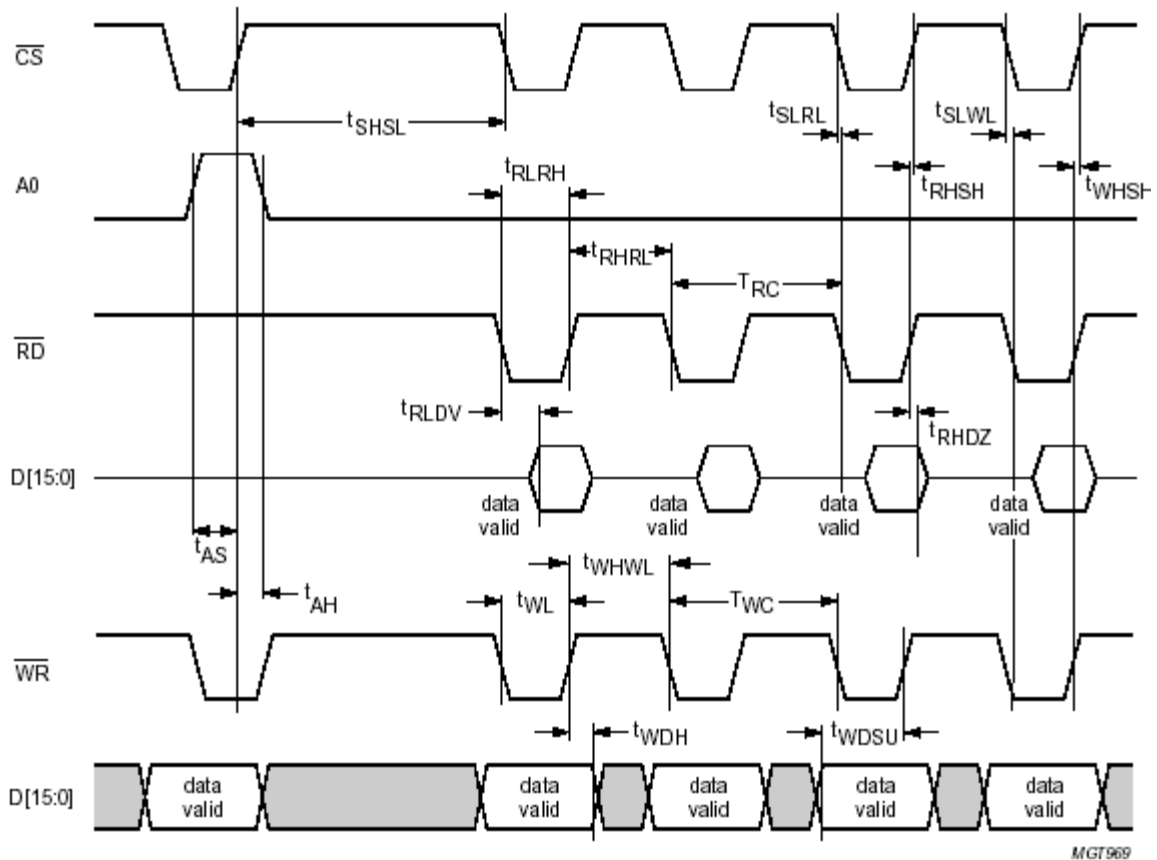 CS
tSHSL
tSLRL
tSLWL
tRLRH
A0
tRHSH
tWHSH
tRHRL
TRC
RD
tRLDV
tRHDZ
D[15:0]
data valid
data valid
data valid
data valid
tAS
tWHWL
tAH
tWL
TWC
WR
tWDH
tWDSU
D[15:0]
data valid
data valid
data valid
data valid
data valid
MGT969